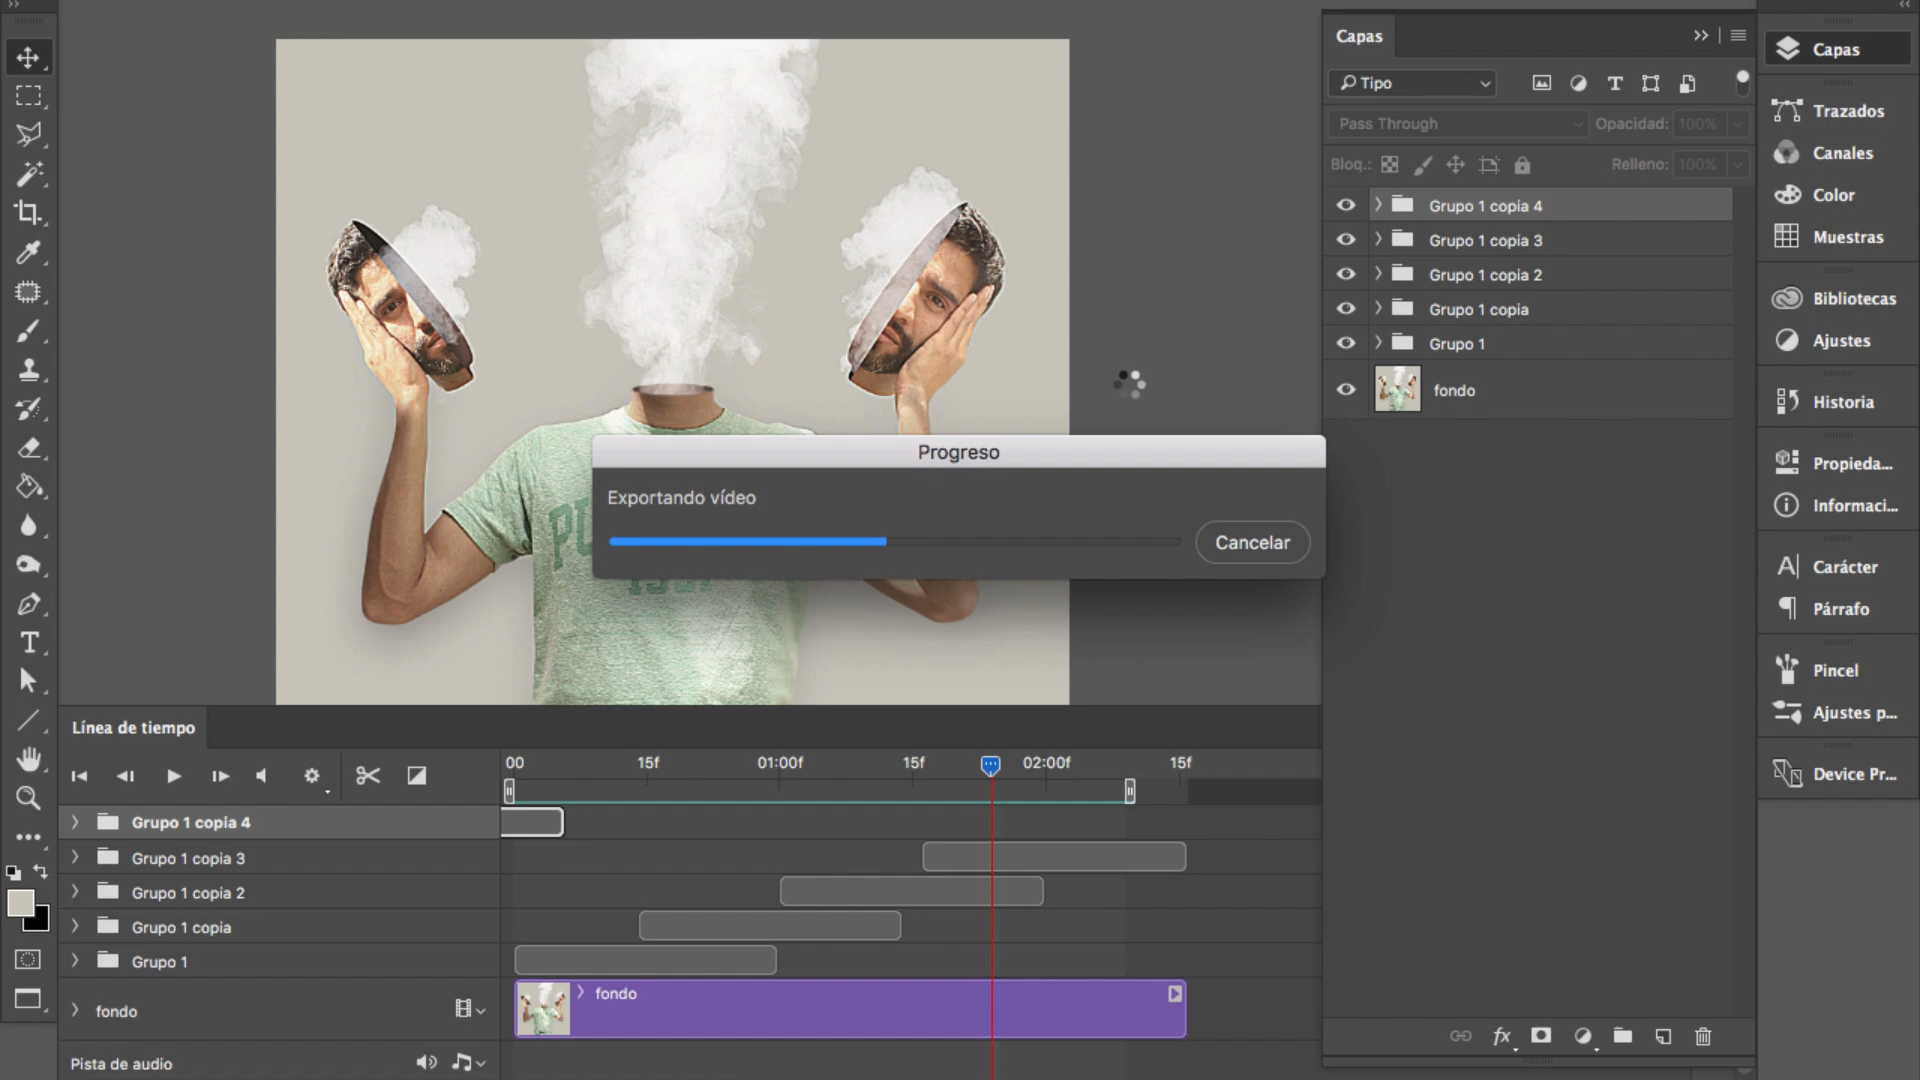 Capas
Tipo
Pass Through
Opacidad: 100%
Bloq.:
Relleno: 100%
Grupo 1 copia 4
Grupo 1 copia 3
Grupo 1 copia 2
Grupo 1 copia
Grupo 1
fondo
Capas
Trazados
Canales
Color
Muestras
Bibliotecas
Ajustes
Historia
Propieda...
Informaci...
Carácter
Párrafo
Pincel
Ajustes p...
Device Pr...
Progreso
Exportando vídeo
Cancelar
Línea de tiempo
00 15f 01:00f 15f 02:00f 15f
Grupo 1 copia 4
Grupo 1 copia 3
Grupo 1 copia 2
Grupo 1 copia
Grupo 1
fondo
fondo
Pista de audio